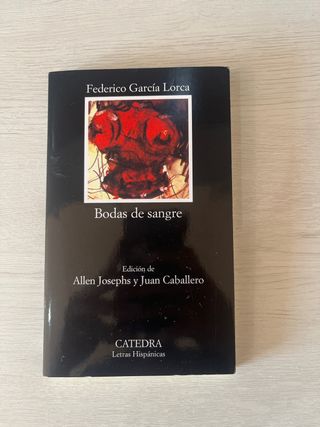 Federico García Lorca
Bodas de sangre
Edición de
Allen Josephs y Juan Caballero
CATEDRA
Letras Hispánicas